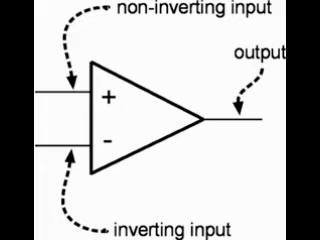 non-inverting input
output
+
-
inverting input